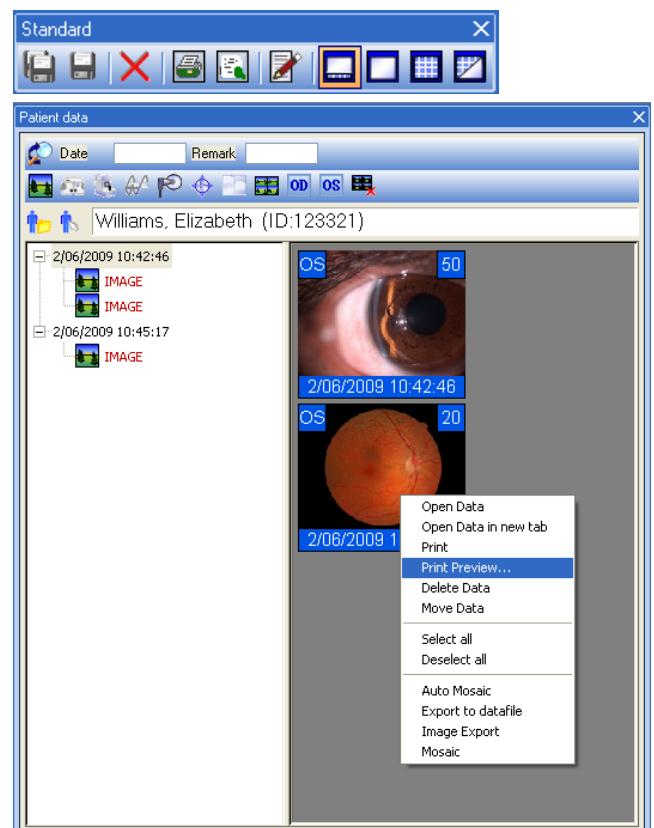 Standard
Patient data
Date Remark
OD OS
Williams, Elizabeth (ID:123321)
2/06/2009 10:42:46
IMAGE
IMAGE
2/06/2009 10:45:17
IMAGE
OS 50
2/06/2009 10:42:46
OS 20
2/06/2009 1
Open Data
Open Data in new tab
Print
Print Preview...
Delete Data
Move Data
Select all
Deselect all
Auto Mosaic
Export to datafile
Image Export
Mosaic